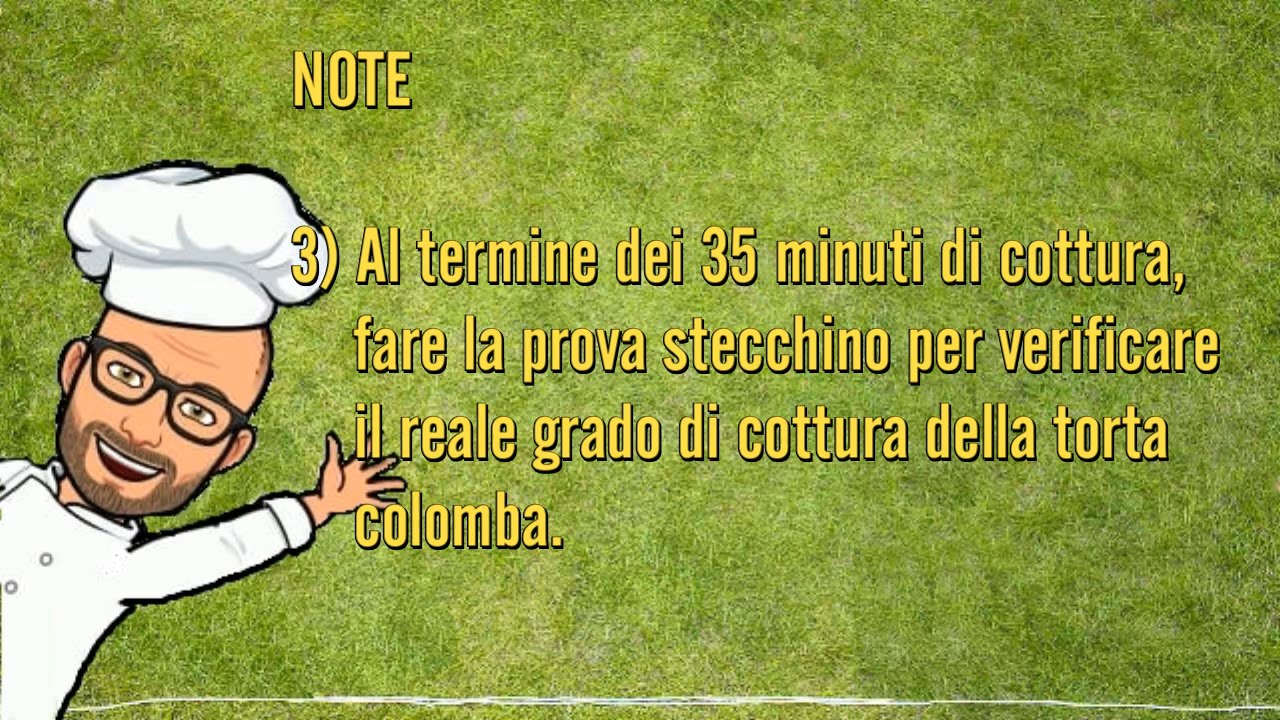 NOTE
3) Al termine dei 35 minuti di cottura,
fare la prova stecchino per verificare
il reale grado di cottura della torta
colomba.